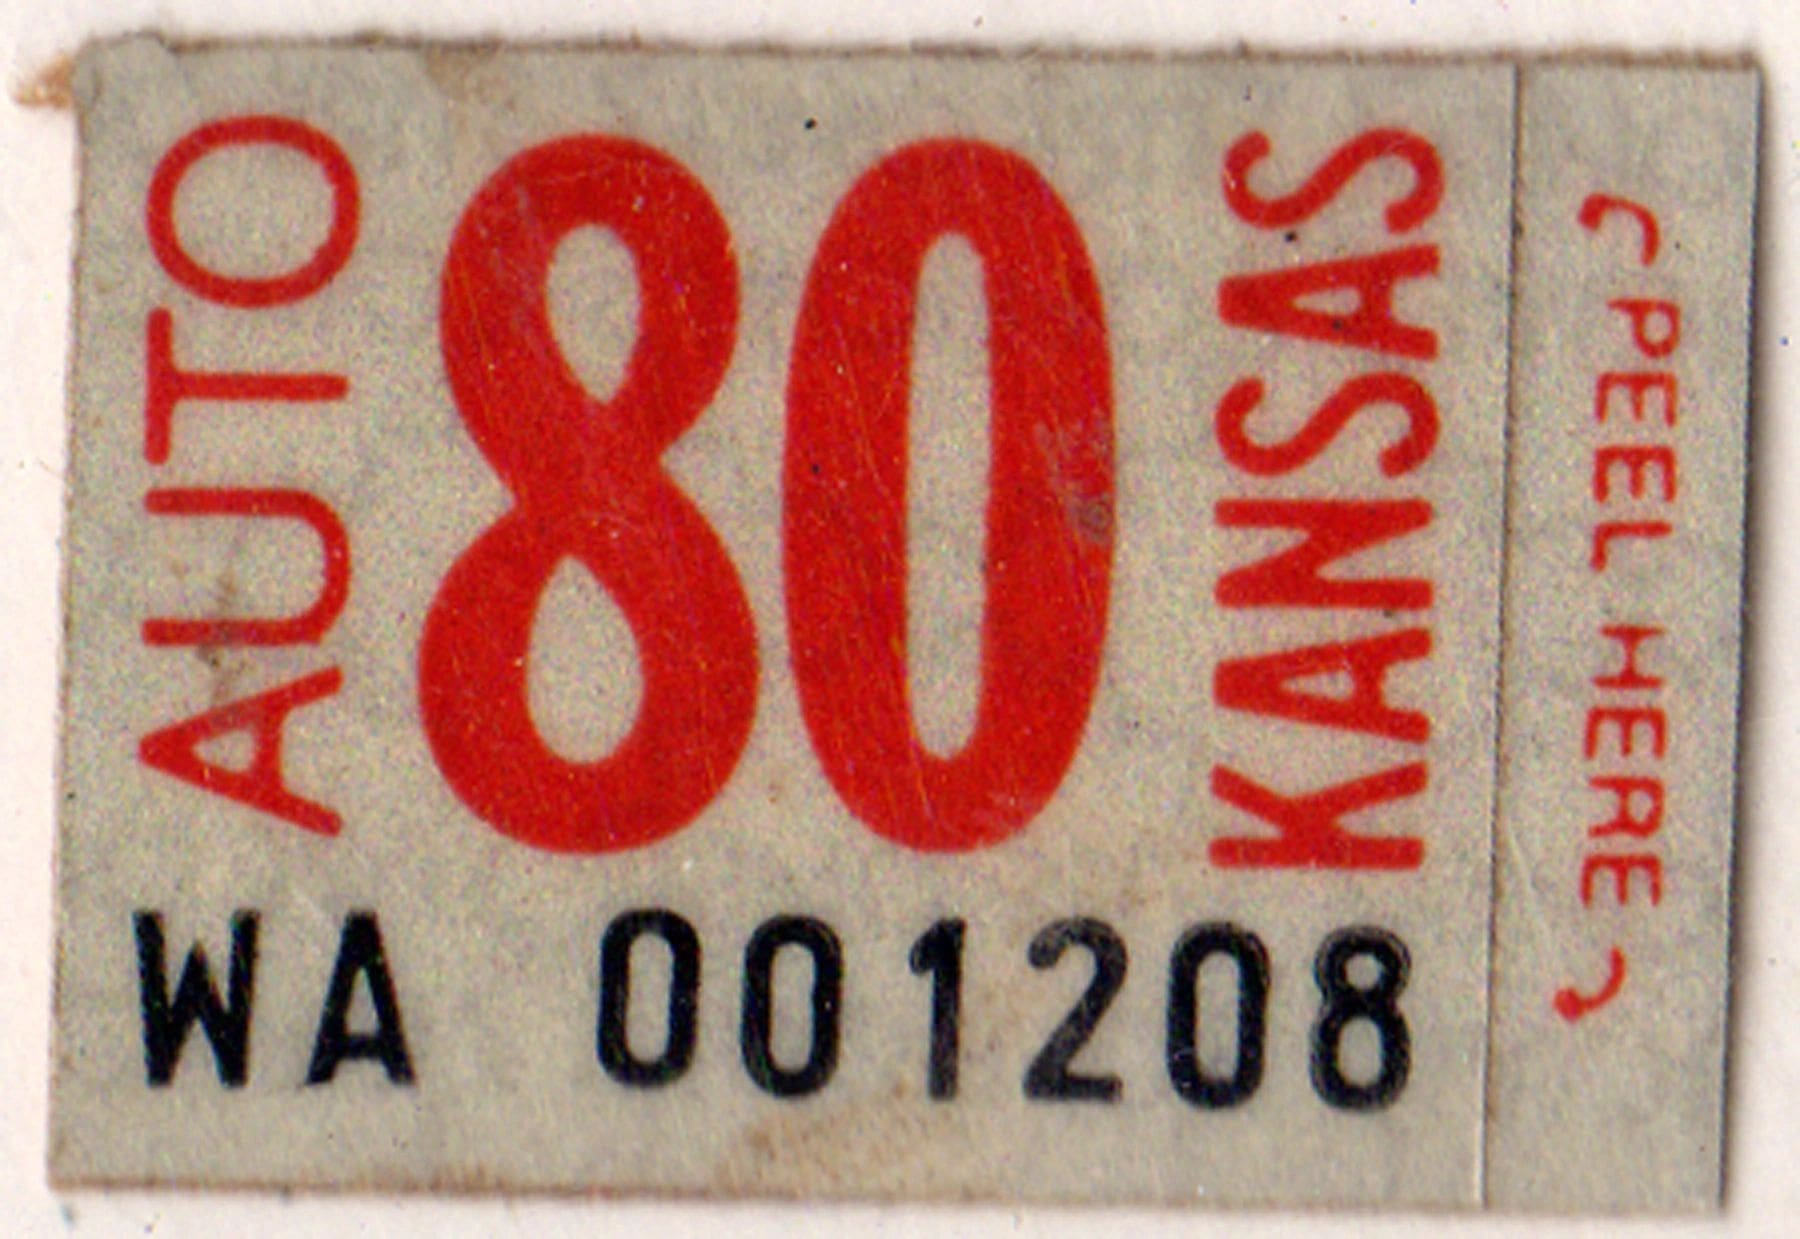 AUTO
80
KANSAS
PEEL HERE
WA 001208